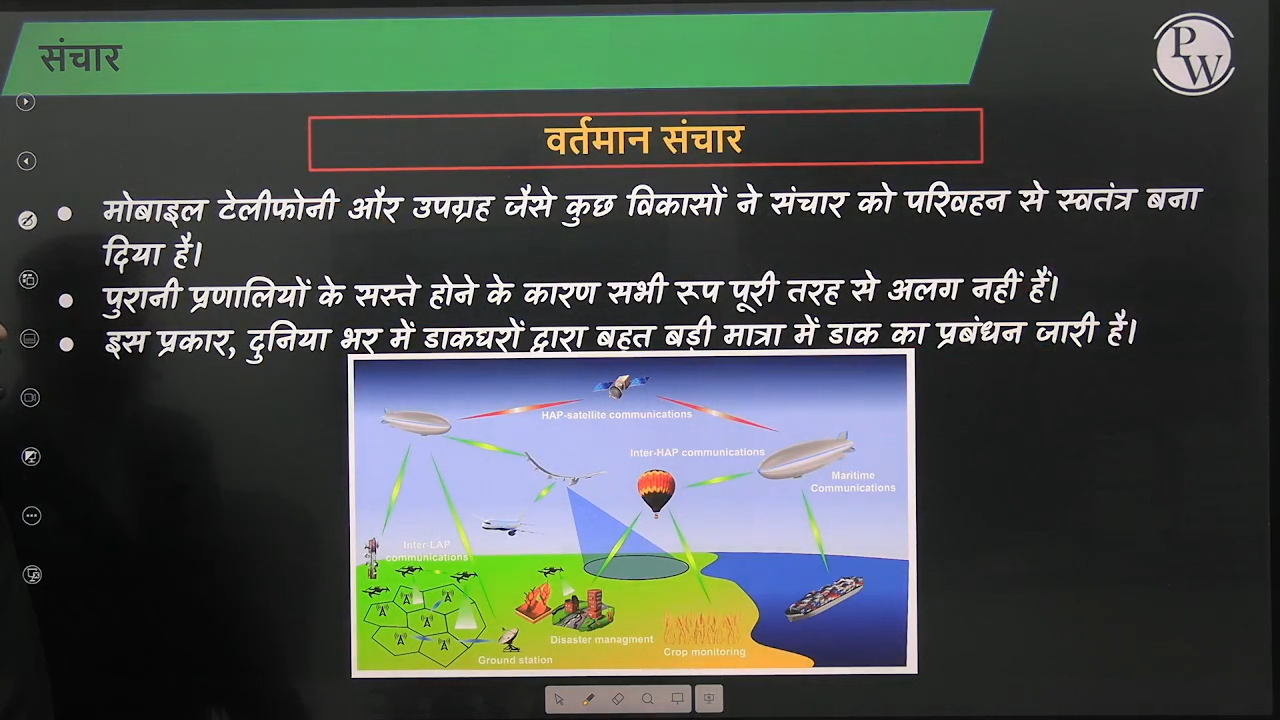 संचार
PW
वर्तमान संचार
मोबाइल टेलीफोनी और उपग्रह जैसे कुछ विकासों ने संचार को परिवहन से स्वतंत्र बना
दिया है।
पुरानी प्रणालियों के सस्ते होने के कारण सभी रूप पूरी तरह से अलग नहीं हैं।
इस प्रकार, दुनिया भर में डाकघरों द्वारा बहुत बड़ी मात्रा में डाक का प्रबंधन जारी है।
HAP-satellite communications
Inter-HAP communications
Maritime
Communications
Inter-LAP
communications
Disaster managment
Crop monitoring
Ground station